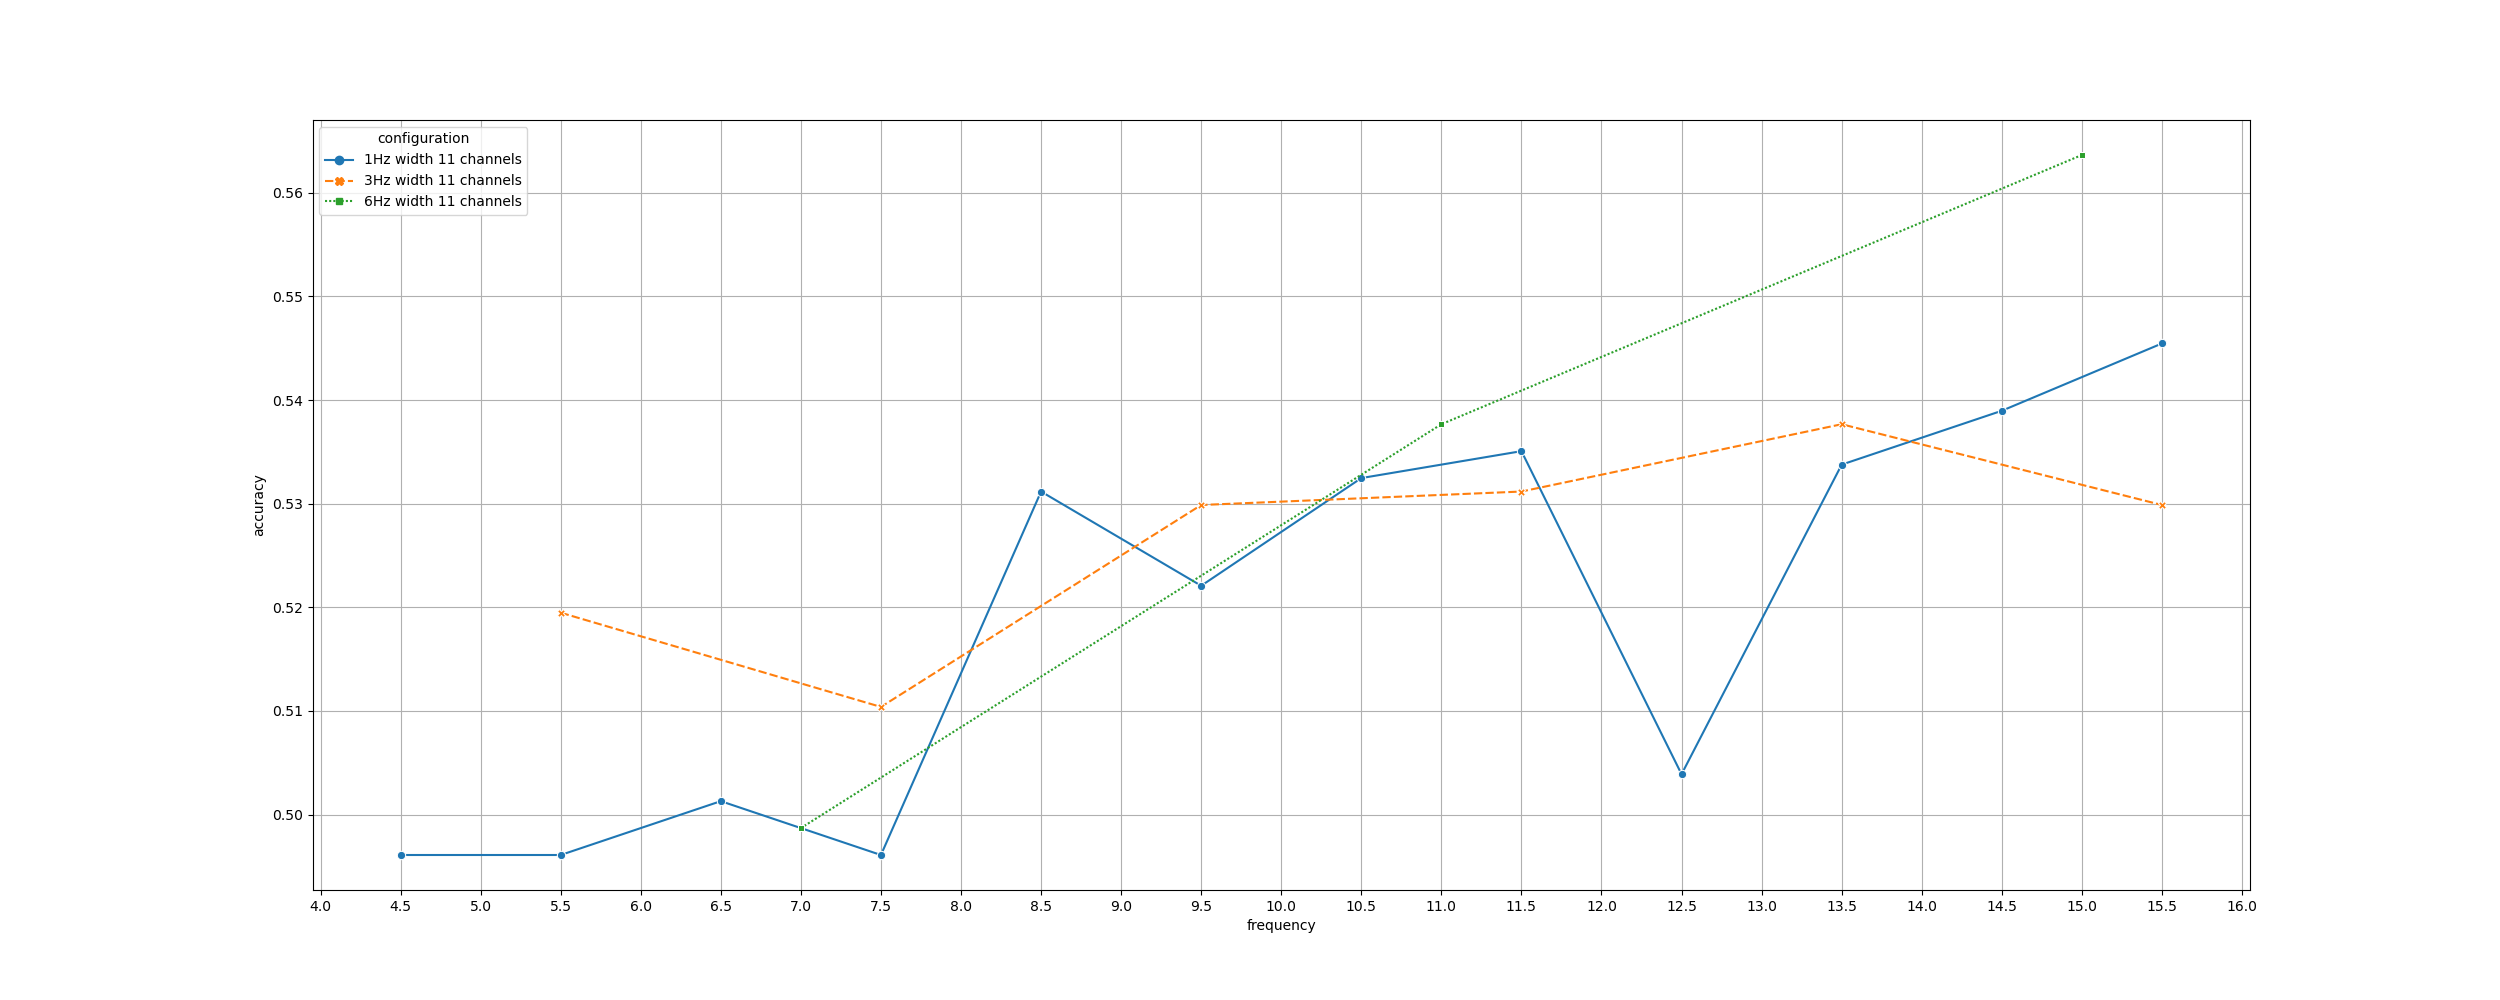 configuration
1Hz width 11 channels
3Hz width 11 channels
6Hz width 11 channels
0.56
0.55
0.54
0.53
0.52
0.51
0.50
accuracy
4.0 4.5 5.0 5.5 6.0 6.5 7.0 7.5 8.0 8.5 9.0 9.5 10.0 10.5 11.0 11.5 12.0 12.5 13.0 13.5 14.0 14.5 15.0 15.5 16.0
frequency